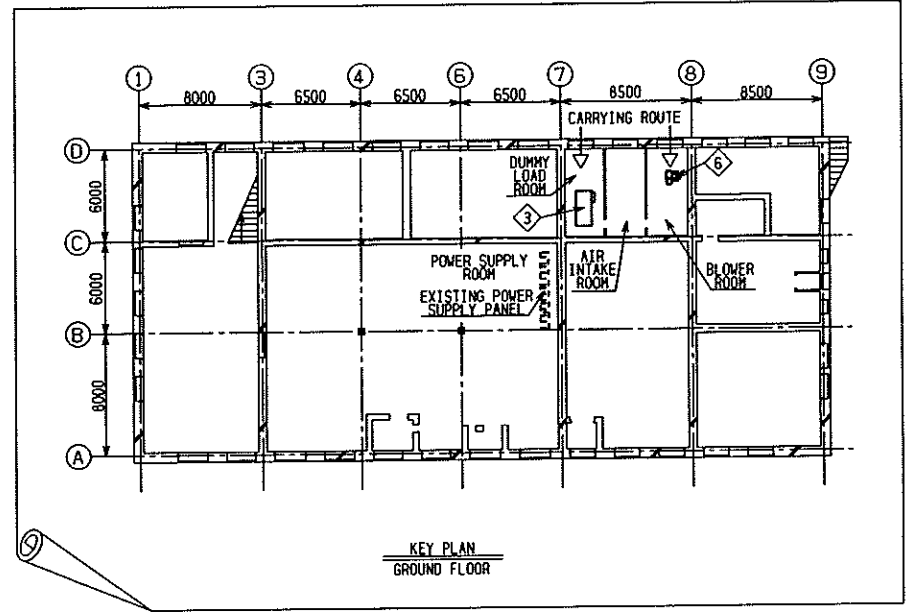 1
3
4
6
7
8
9
8000
6500
6500
6500
8500
8500
CARRYING ROUTE
D
DUMMY
LOAD
ROOM
6
6000
3
C
POWER SUPPLY
ROOM
AIR
INTAKE
ROOM
BLOWER
ROOM
6000
EXISTING POWER
SUPPLY PANEL
B
8000
A
KEY PLAN
GROUND FLOOR